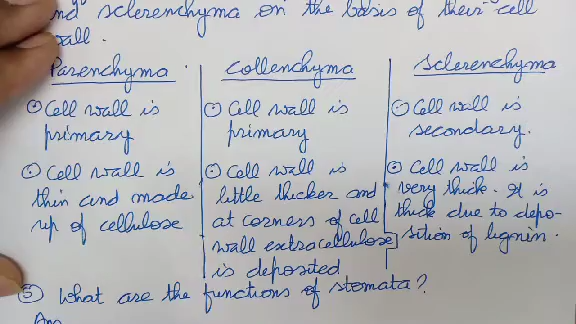 and sclerenchyma on the basis of their cell
wall.
Parenchyma
⊙ Cell wall is
primary
⊙ Cell wall is
thin and made
up of cellulose
Collenchyma
⊙ Cell wall is
primary
⊙ Cell wall is
little thicker and
at corners of cell
wall extracellulose
is deposited
Sclerenchyma
⊙ Cell wall is
secondary.
⊙ Cell wall is
very thick. It is
thick due to depo-
sition of lignin.
⑤ What are the functions of stomata?
Ans